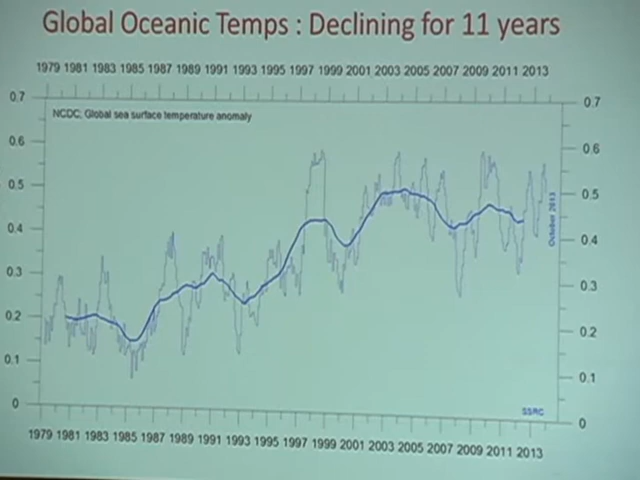 Global Oceanic Temps : Declining for 11 years
1979 1981 1983 1985 1987 1989 1991 1993 1995 1997 1999 2001 2003 2005 2007 2009 2011 2013
NCDC: Global sea surface temperature anomaly
0.7 0.7
0.6 0.6
0.5 0.5
0.4 0.4
0.3 0.3
0.2 0.2
0.1 0.1
0 0
October 2013
SSRC
1979 1981 1983 1985 1987 1989 1991 1993 1995 1997 1999 2001 2003 2005 2007 2009 2011 2013